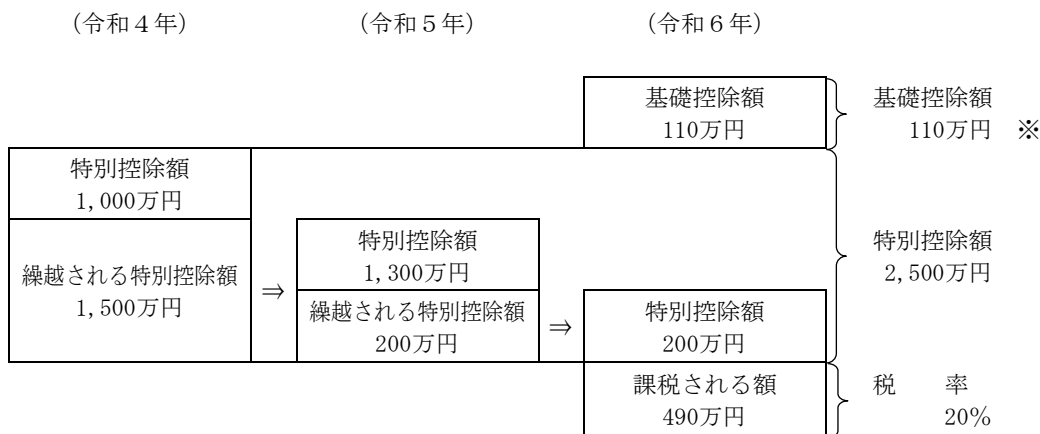 （令和４年） （令和５年） （令和６年）
基礎控除額
110万円
基礎控除額
110万円 ※
特別控除額
1,000万円
繰越される特別控除額
1,500万円
⇒
特別控除額
1,300万円
繰越される特別控除額
200万円
⇒
特別控除額
200万円
特別控除額
2,500万円
課税される額
490万円
税 率
20%